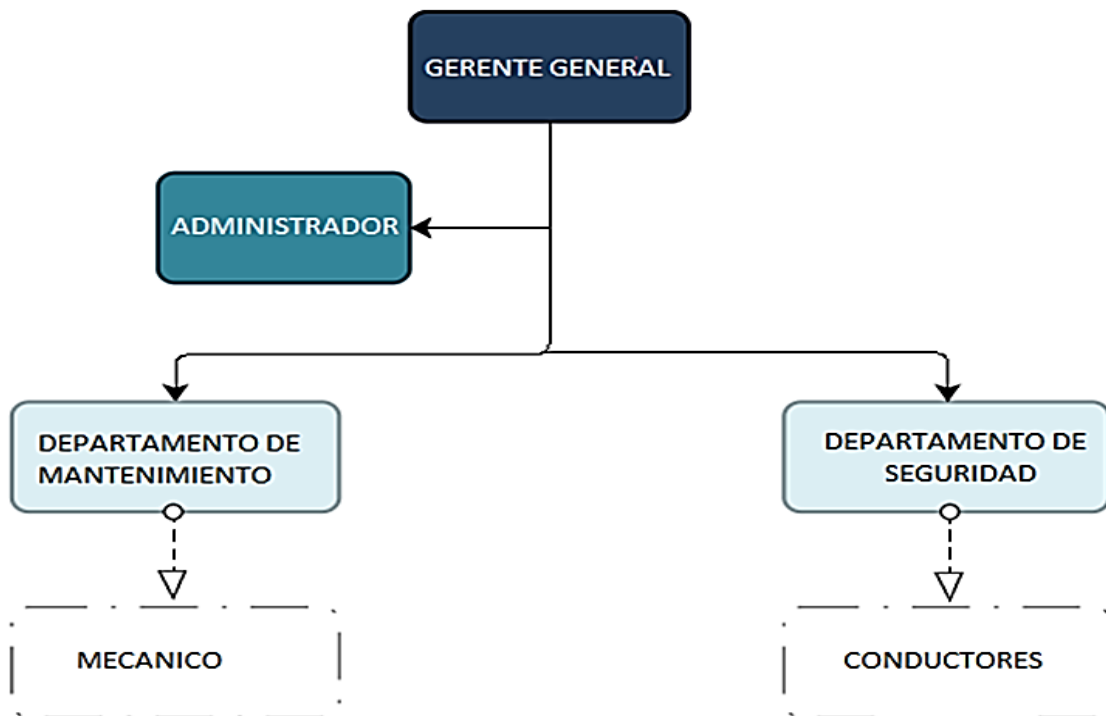 GERENTE GENERAL
ADMINISTRADOR
DEPARTAMENTO DE
MANTENIMIENTO
DEPARTAMENTO DE
SEGURIDAD
MECANICO
CONDUCTORES